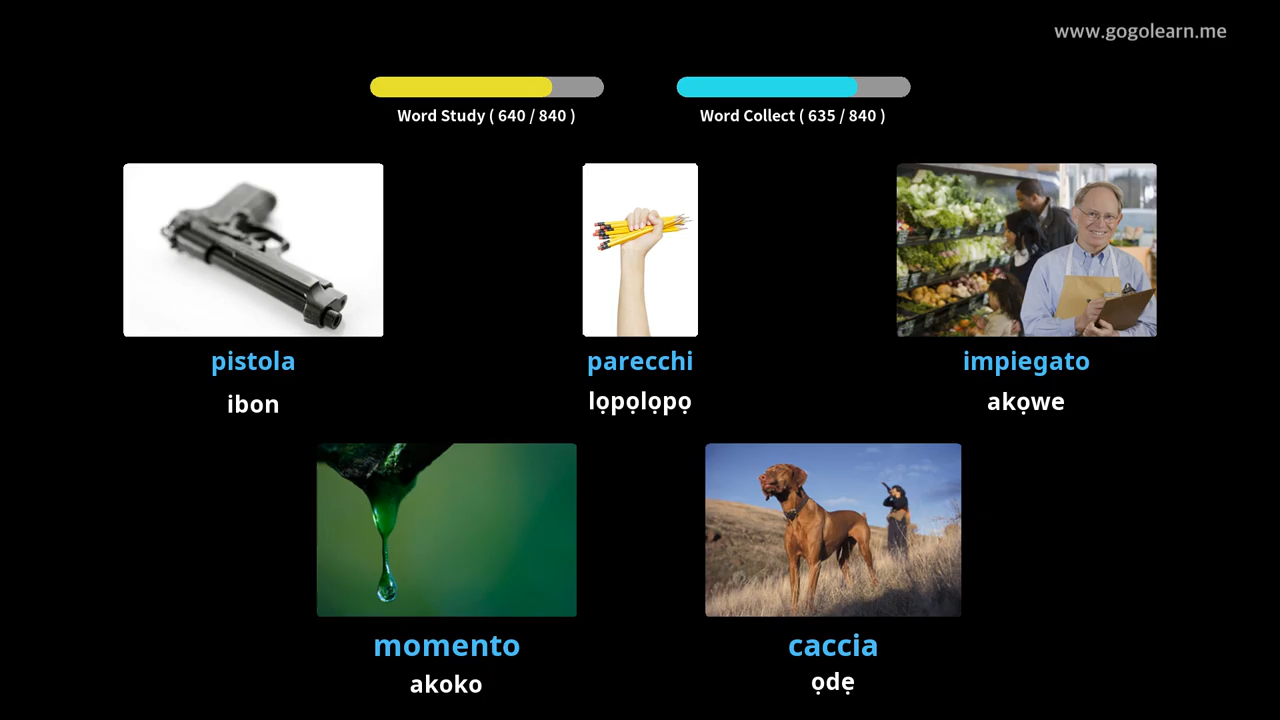 www.gogolearn.me
Word Study ( 640 / 840 )
Word Collect ( 635 / 840 )
pistola
parecchi
impiegato
ibon
lọpọlọpọ
akọwe
momento
caccia
akoko
ọdẹ